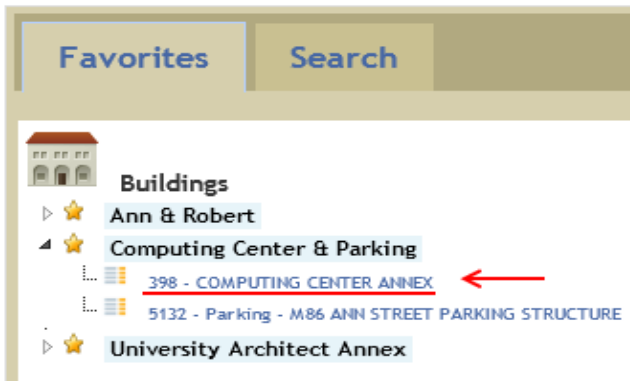 Favorites Search
Buildings
Ann & Robert
Computing Center & Parking
398 - COMPUTING CENTER ANNEX
5132 - Parking - M86 ANN STREET PARKING STRUCTURE
University Architect Annex